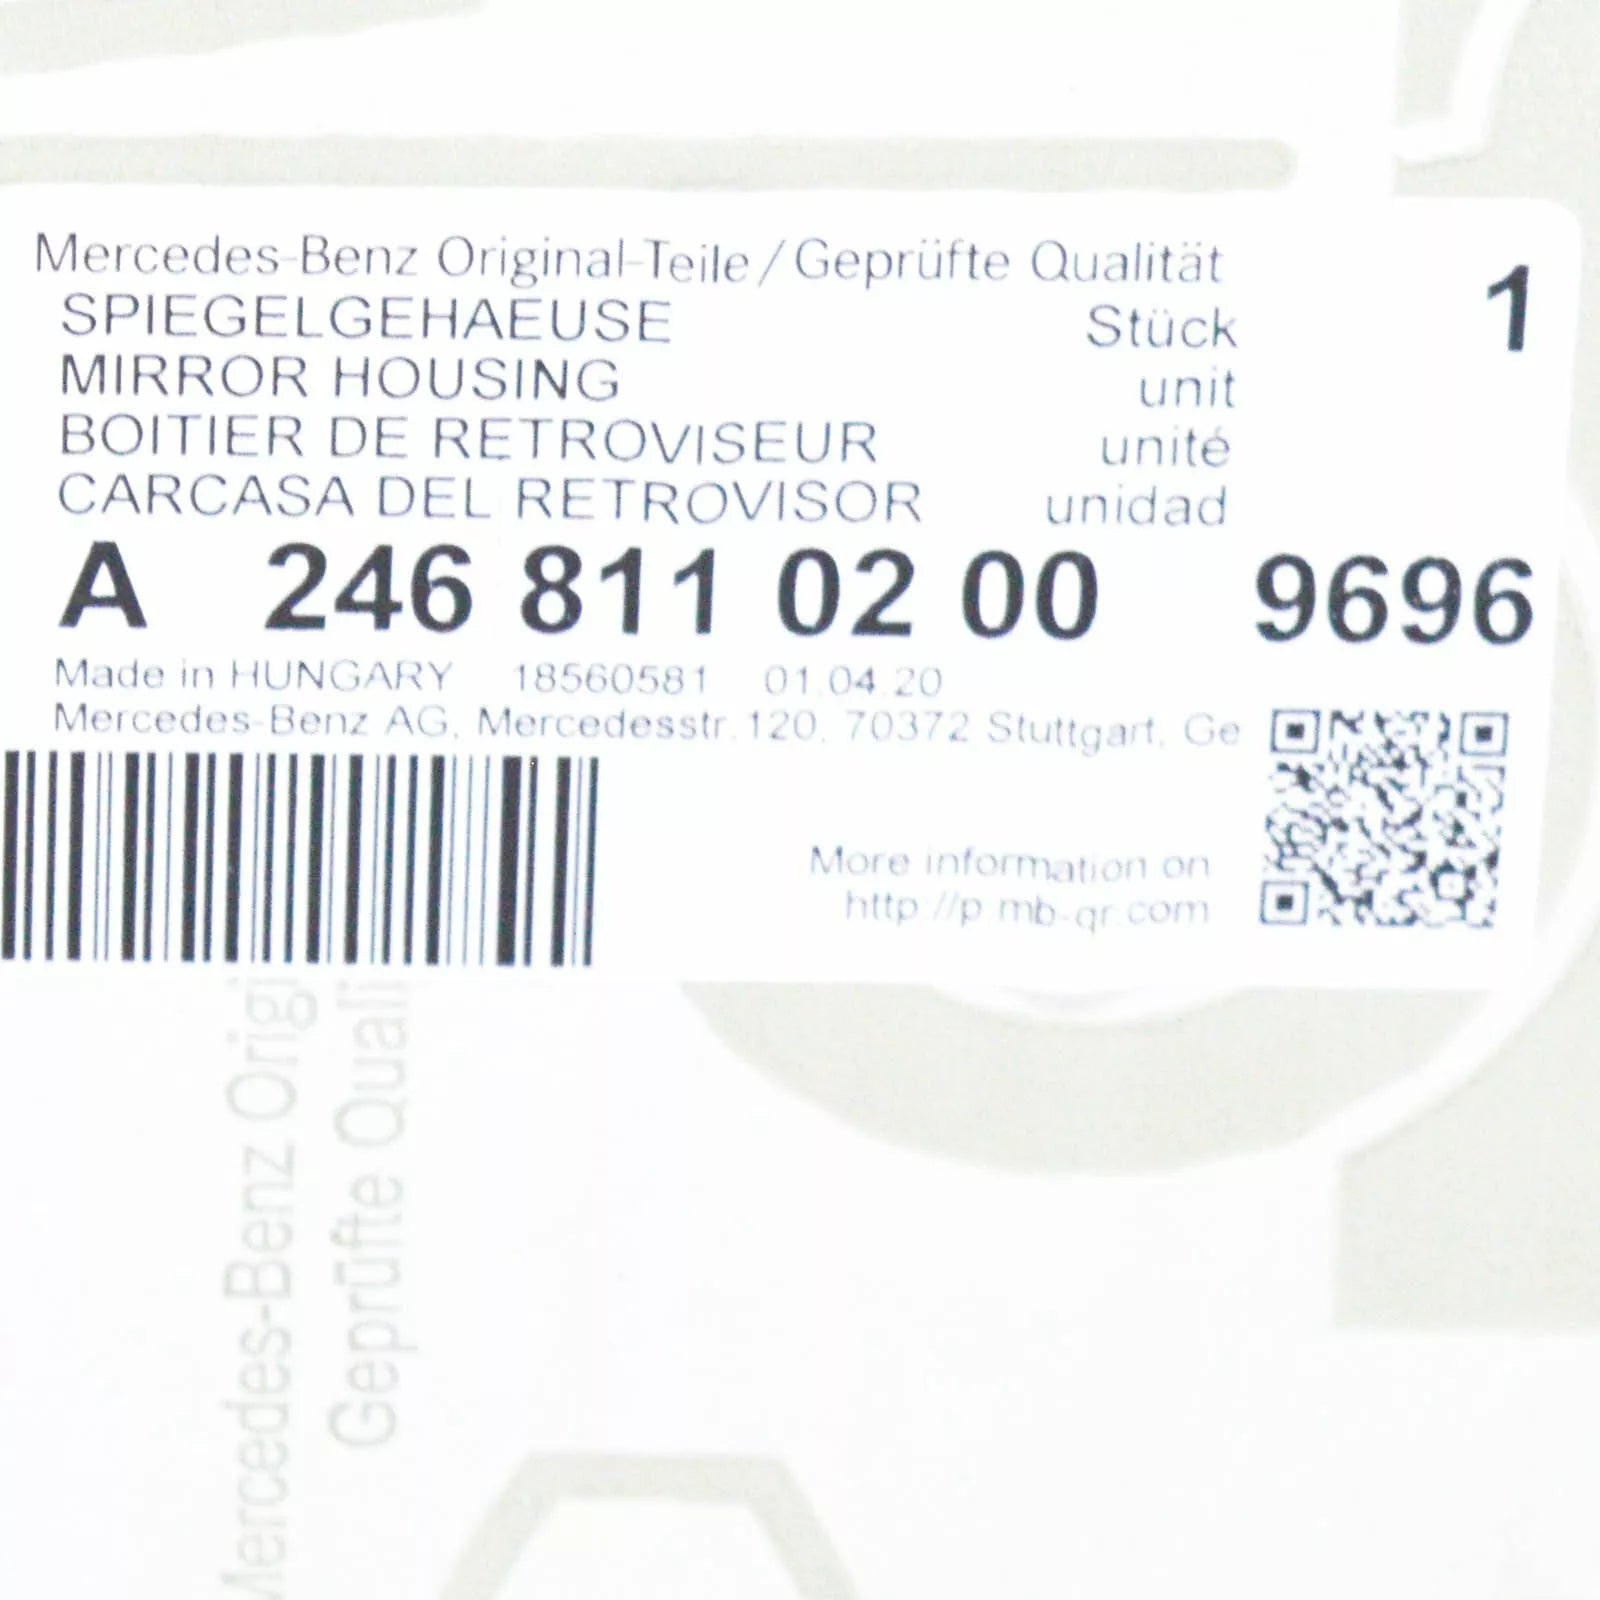 Mercedes-Benz Original-Teile/Geprüfte Qualität
1
SPIEGELGEHAEUSE Stück
MIRROR HOUSING unit
BOITIER DE RETROVISEUR unité
CARCASA DEL RETROVISOR unidad
A 246 811 02 00 9696
Made in HUNGARY 18560581 01.04.20
Mercedes-Benz AG, Mercedesstr.120, 70372 Stuttgart, Ge
More information on
http://p.mb-qr.com
Mercedes-Benz Origi
Geprüfte Quali